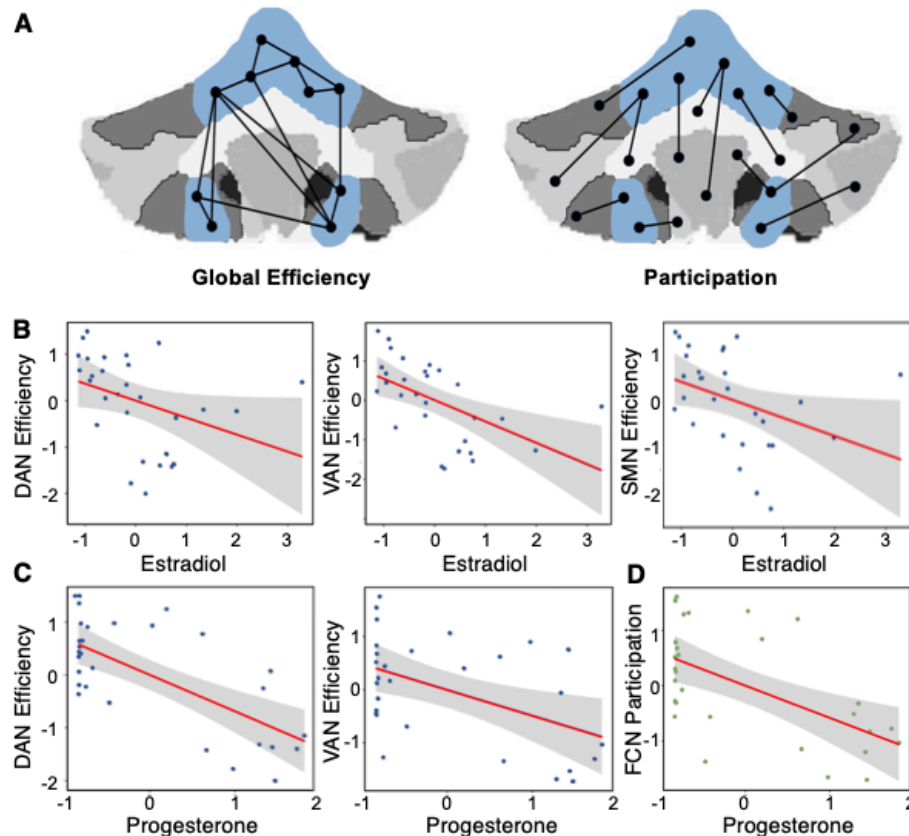 A
Global Efficiency
Participation
B
DAN Efficiency
1
0
-1
-2
-1
0
1
2
3
Estradiol
VAN Efficiency
1
0
-1
-2
-1
0
1
2
3
Estradiol
SMN Efficiency
1
0
-1
-2
-1
0
1
2
3
Estradiol
C
DAN Efficiency
1
0
-1
-2
-1
0
1
2
Progesterone
VAN Efficiency
1
0
-1
-1
0
1
2
Progesterone
D
FCN Participation
1
0
-1
-1
0
1
2
Progesterone